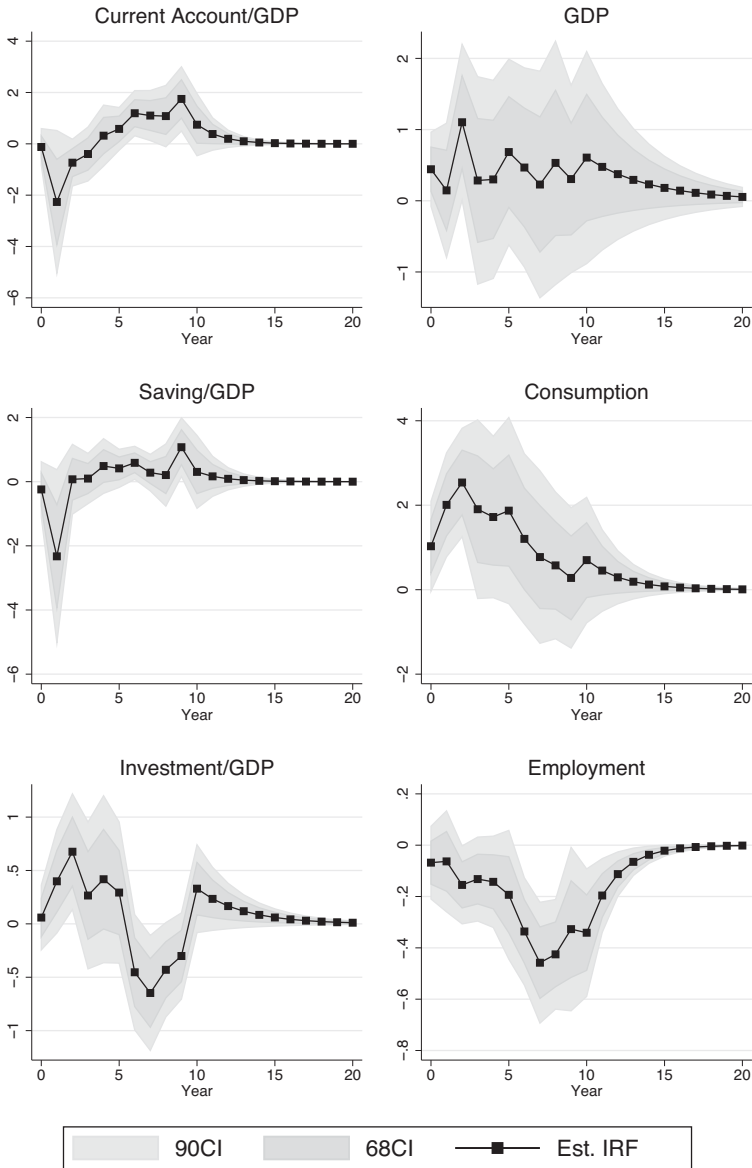 Current Account/GDP
4
2
0
−2
−4
−6
0 5 10 15 20
Year
GDP
2
1
0
−1
0 5 10 15 20
Year
Saving/GDP
2
0
−2
−4
−6
0 5 10 15 20
Year
Consumption
4
2
0
−2
0 5 10 15 20
Year
Investment/GDP
1
.5
0
−.5
−1
0 5 10 15 20
Year
Employment
.2
0
−.2
−.4
−.6
−.8
0 5 10 15 20
Year
90CI 68CI Est. IRF